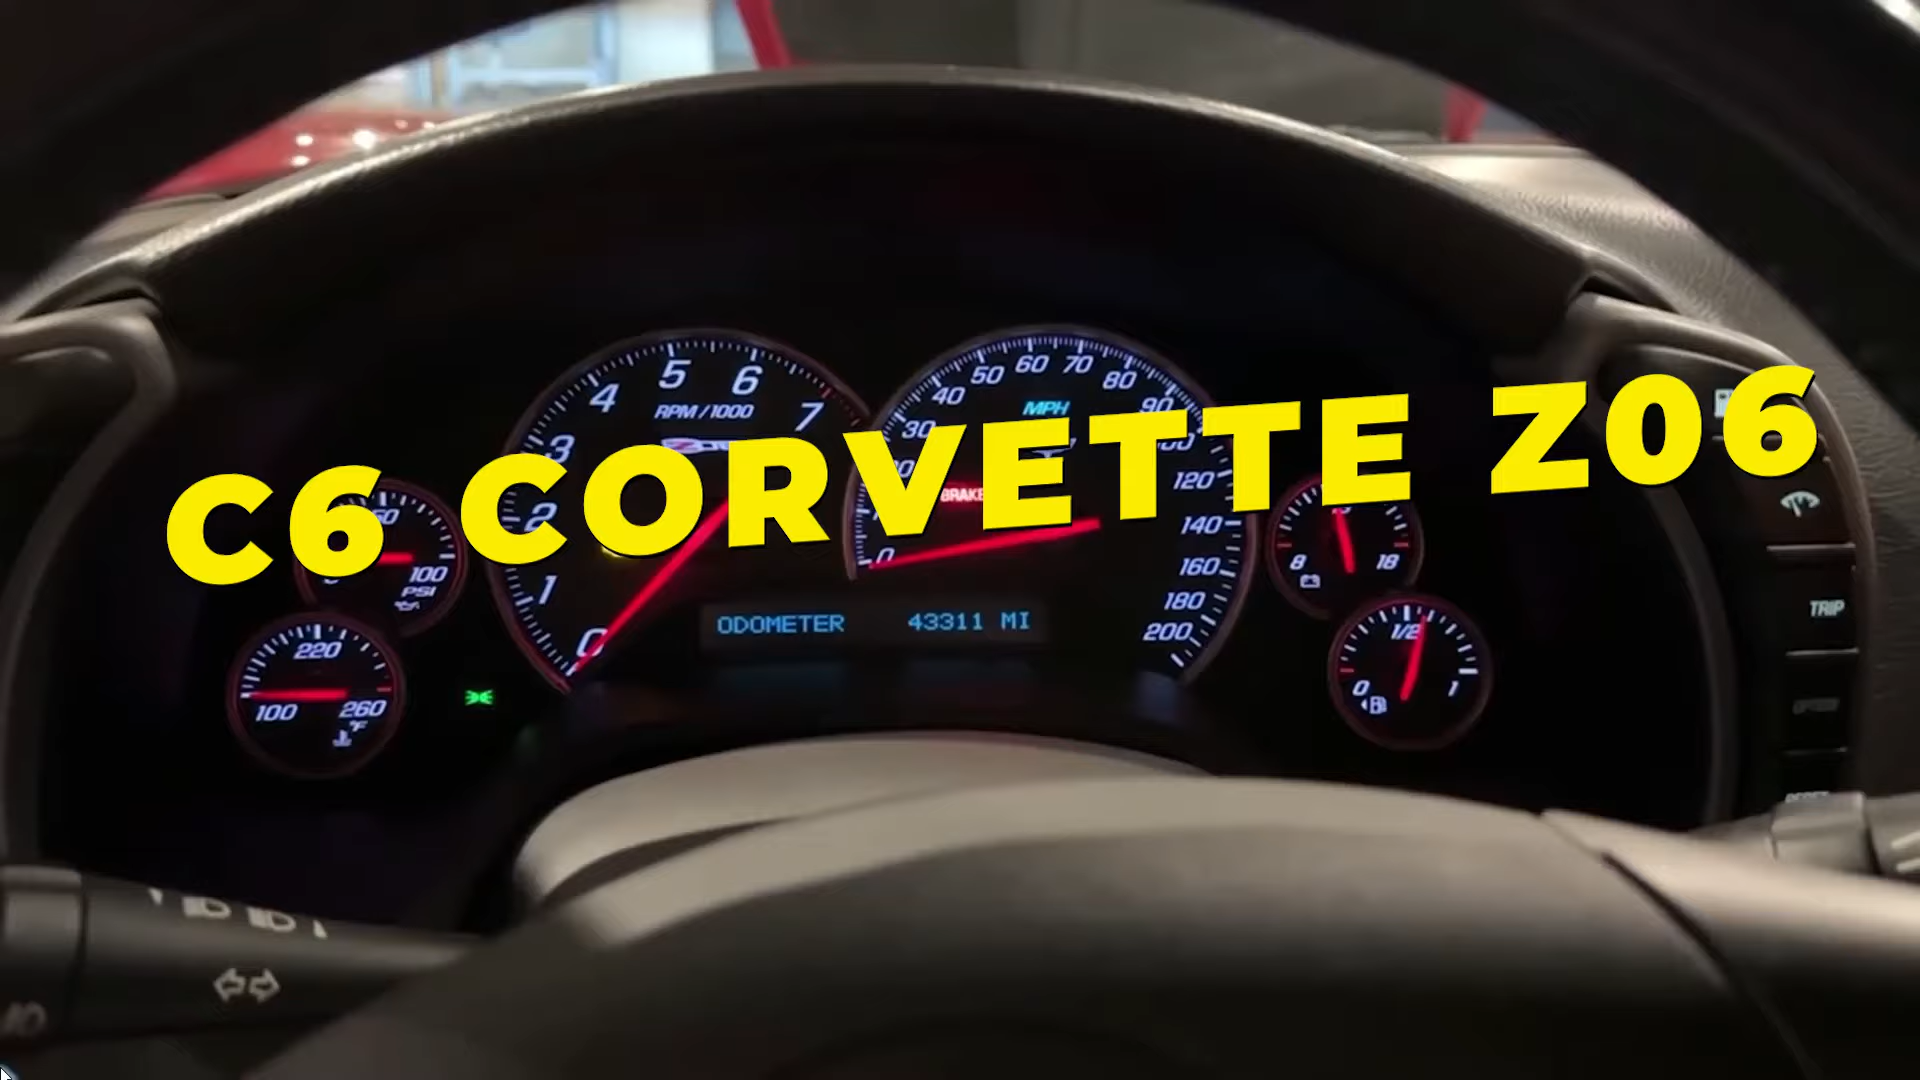 C6 CORVETTE Z06
0 1 2 3 4 5 6 7
RPM/1000
0 30 40 50 60 70 80 90 100 120 140 160 180 200
MPH
BRAKE
100
PSI
100 220 260
°F
8 18
0 1/2 1
ODOMETER 43311 MI
TRIP
RESET